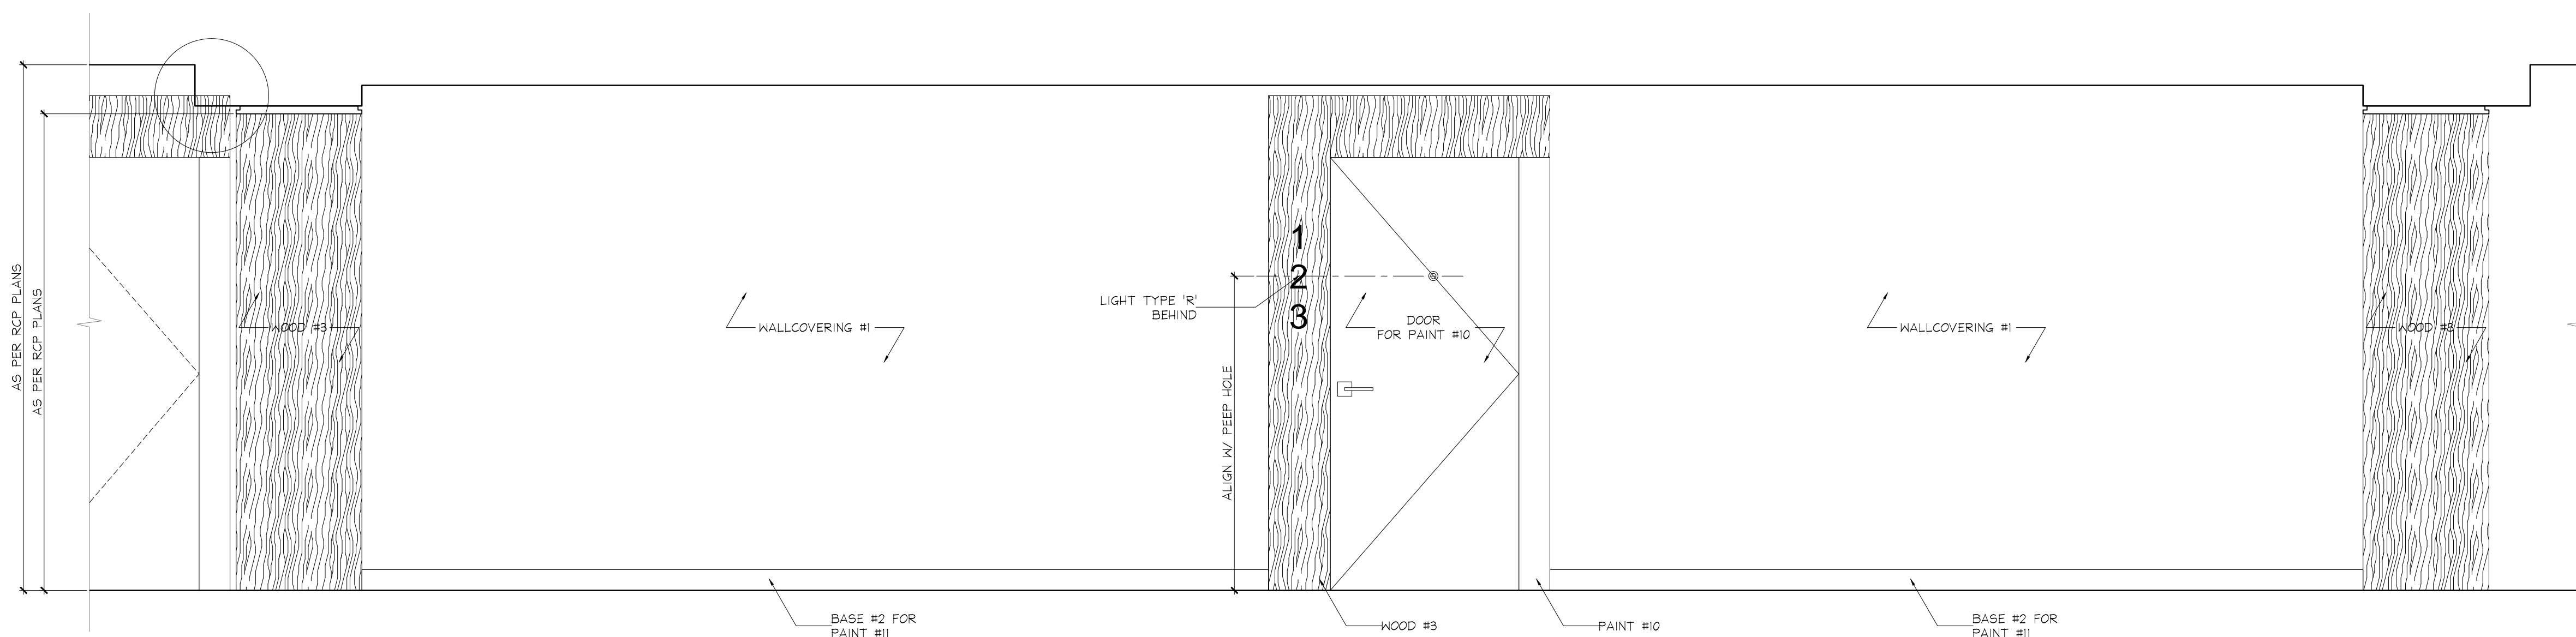 AS PER RCP PLANS
AS PER RCP PLANS
WOOD #3
WALLCOVERING #1
LIGHT TYPE 'R'
BEHIND
1
2
3
ALIGN W/ PEEP HOLE
DOOR
FOR PAINT #10
WALLCOVERING #1
WOOD #3
BASE #2 FOR
PAINT #11
WOOD #3
PAINT #10
BASE #2 FOR
PAINT #11